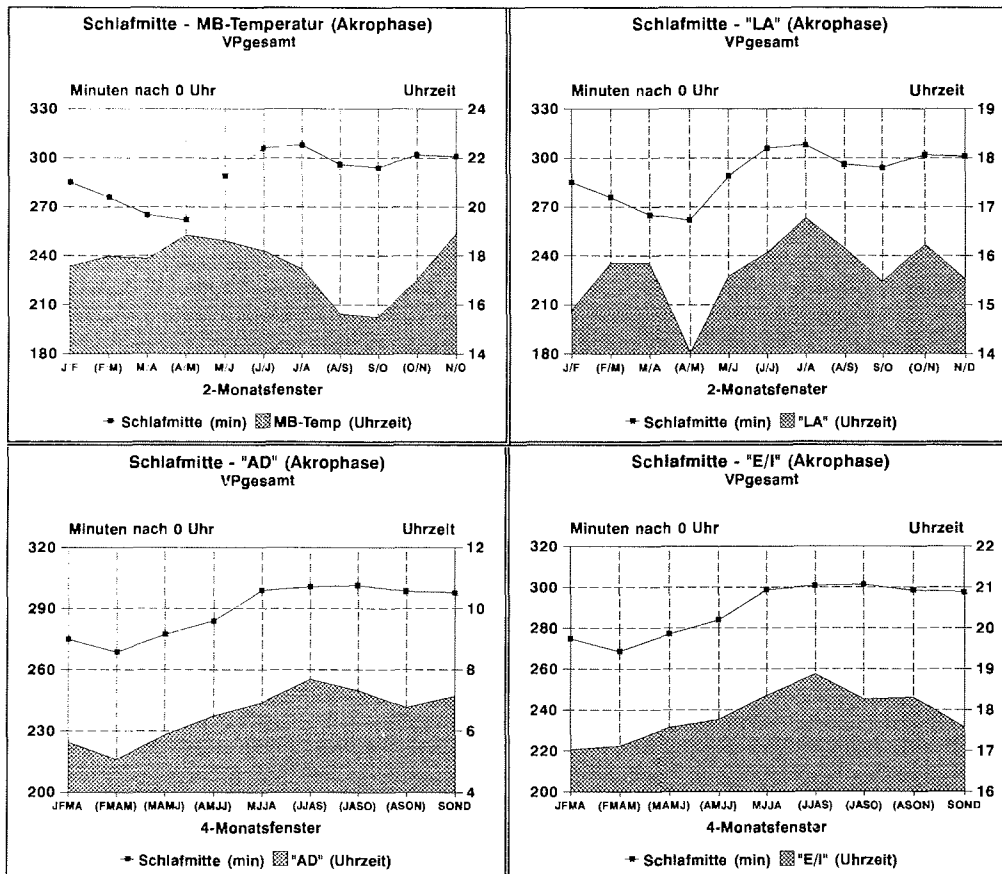 Schlafmitte - MB-Temperatur (Akrophase)
VPgesamt
Minuten nach 0 Uhr Uhrzeit
330 24
300 22
270 20
240 18
210 16
180 14
J/F (F/M) M/A (A/M) M/J (J/J) J/A (A/S) S/O (O/N) N/D
2-Monatsfenster
Schlafmitte (min) MB-Temp (Uhrzeit)
Schlafmitte - "LA" (Akrophase)
VPgesamt
Minuten nach 0 Uhr Uhrzeit
330 19
300 18
270 17
240 16
210 15
180 14
J/F (F/M) M/A (A/M) M/J (J/J) J/A (A/S) S/O (O/N) N/D
2-Monatsfenster
Schlafmitte (min) "LA" (Uhrzeit)
Schlafmitte - "AD" (Akrophase)
VPgesamt
Minuten nach 0 Uhr Uhrzeit
320 12
290 10
260 8
230 6
200 4
JFMA (FMAM) (MAMJ) (AMJJ) MJJA (JJAS) (JASO) (ASON) SOND
4-Monatsfenster
Schlafmitte (min) "AD" (Uhrzeit)
Schlafmitte - "E/I" (Akrophase)
VPgesamt
Minuten nach 0 Uhr Uhrzeit
320 22
300 21
280 20
260 19
240 18
220 17
200 16
JFMA (FMAM) (MAMJ) (AMJJ) MJJA (JJAS) (JASO) (ASON) SOND
4-Monatsfenster
Schlafmitte (min) "E/I" (Uhrzeit)